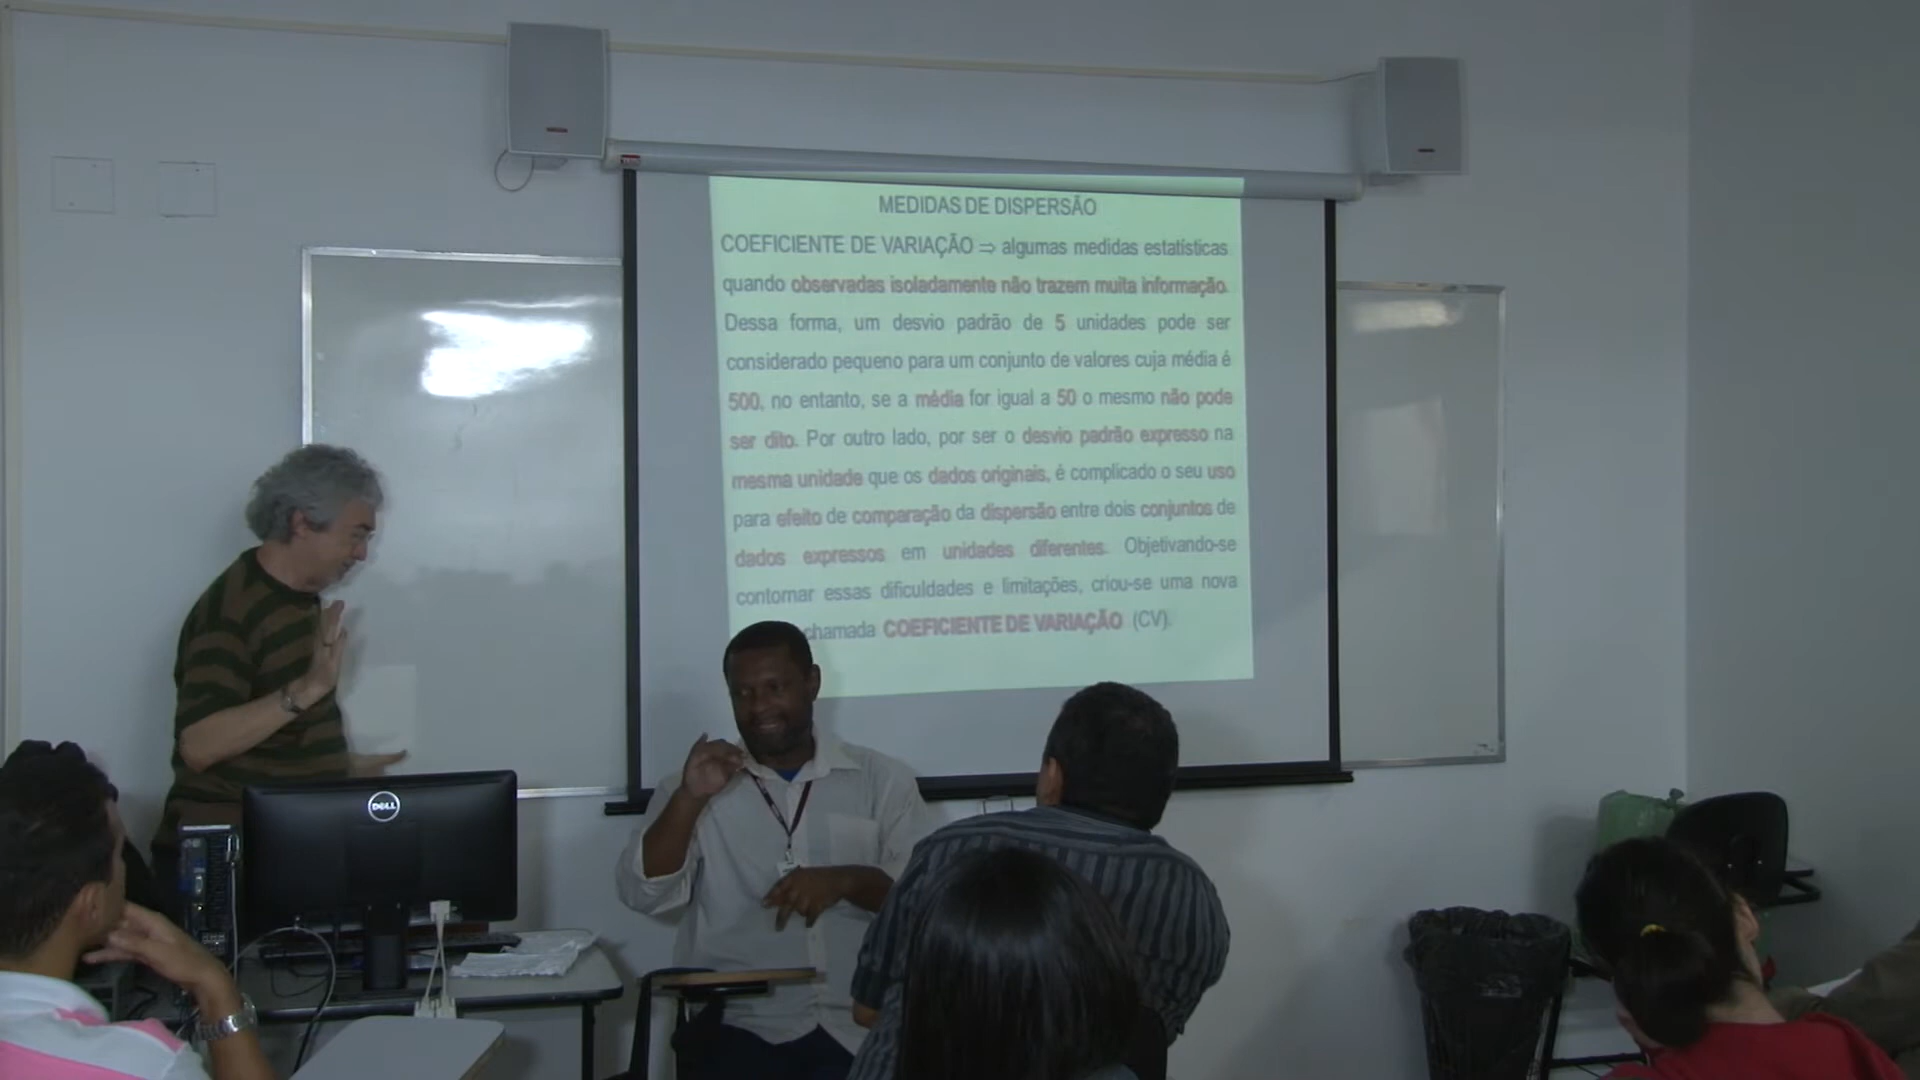 MEDIDAS DE DISPERSÃO
COEFICIENTE DE VARIAÇÃO ⇒ algumas medidas estatísticas
quando observadas isoladamente não trazem muita informação.
Dessa forma, um desvio padrão de 5 unidades pode ser
considerado pequeno para um conjunto de valores cuja média é
500, no entanto, se a média for igual a 50 o mesmo não pode
ser dito. Por outro lado, por ser o desvio padrão expresso na
mesma unidade que os dados originais, é complicado o seu uso
para efeito de comparação da dispersão entre dois conjuntos de
dados expressos em unidades diferentes. Objetivando-se
contornar essas dificuldades e limitações, criou-se uma nova
chamada COEFICIENTE DE VARIAÇÃO (CV).
DELL